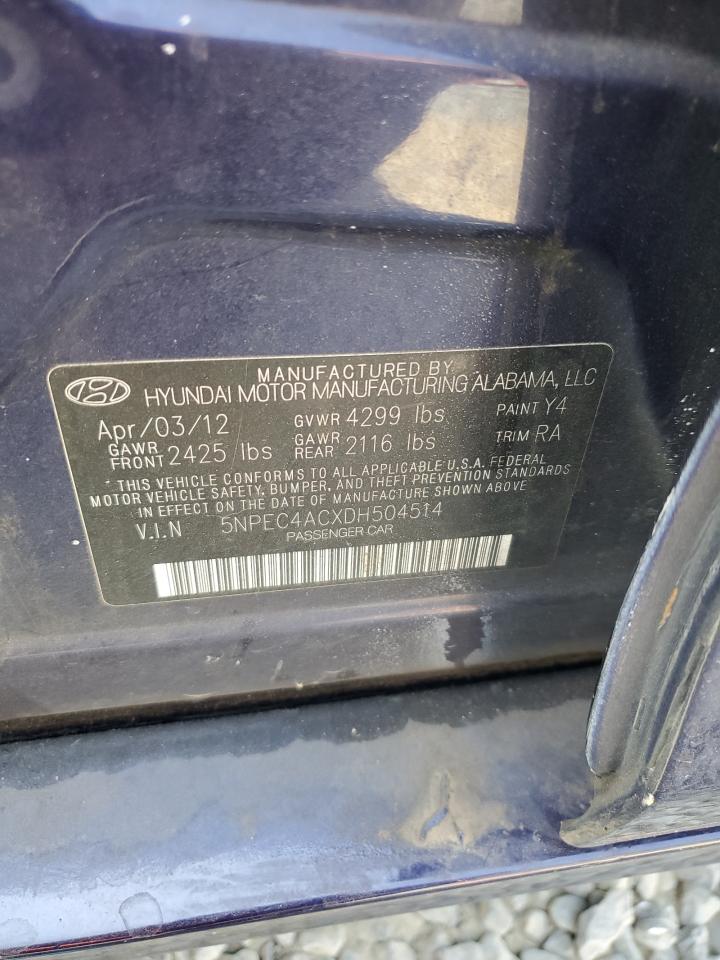 MANUFACTURED BY
HYUNDAI MOTOR MANUFACTURING ALABAMA, LLC
Apr/03/12 GVWR 4299 lbs PAINT Y4
GAWR FRONT 2425 lbs GAWR REAR 2116 lbs TRIM RA
* THIS VEHICLE CONFORMS TO ALL APPLICABLE U.S.A. FEDERAL
MOTOR VEHICLE SAFETY, BUMPER, AND THEFT PREVENTION STANDARDS
IN EFFECT ON THE DATE OF MANUFACTURE SHOWN ABOVE
V.I.N 5NPEC4ACXDH504514
PASSENGER CAR